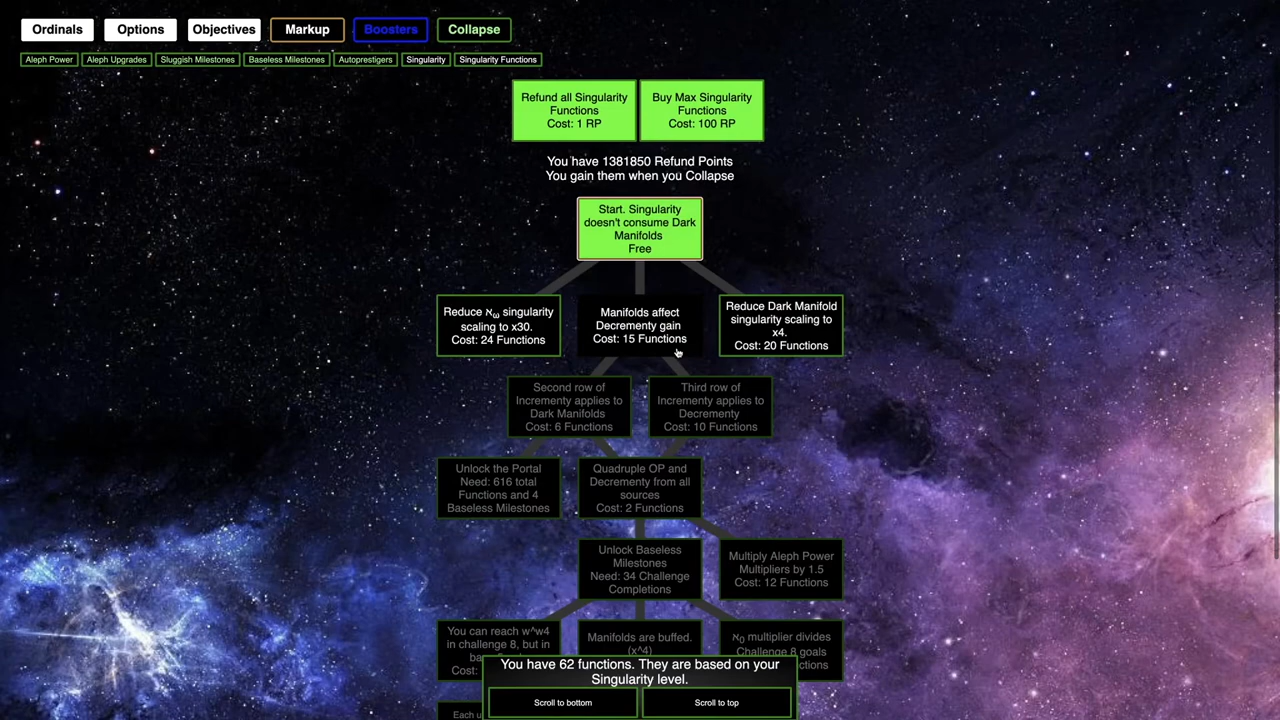 Ordinals
Options
Objectives
Markup
Boosters
Collapse
Aleph Power
Aleph Upgrades
Sluggish Milestones
Baseless Milestones
Autoprestigers
Singularity
Singularity Functions
Refund all Singularity
Functions
Cost: 1 RP
Buy Max Singularity
Functions
Cost: 100 RP
You have 1381850 Refund Points
You gain them when you Collapse
Start. Singularity
doesn't consume Dark
Manifolds
Free
Reduce ℵω singularity
scaling to x30.
Cost: 24 Functions
Manifolds affect
Decrementy gain
Cost: 15 Functions
Reduce Dark Manifold
singularity scaling to
x4.
Cost: 20 Functions
Second row of
Incrementy applies to
Dark Manifolds
Cost: 6 Functions
Third row of
Incrementy applies to
Decrementy
Cost: 10 Functions
Unlock the Portal
Need: 616 total
Functions and 4
Baseless Milestones
Quadruple OP and
Decrementy from all
sources
Cost: 2 Functions
Unlock Baseless
Milestones
Need: 34 Challenge
Completions
Multiply Aleph Power
Multipliers by 1.5
Cost: 12 Functions
You can reach w^w4
in challenge 8, but in
Cost:
Manifolds are buffed.
(x^4)
ℵ0 multiplier divides
Challenge 8 goals
You have 62 functions. They are based on your
Singularity level.
Scroll to bottom
Scroll to top
Each